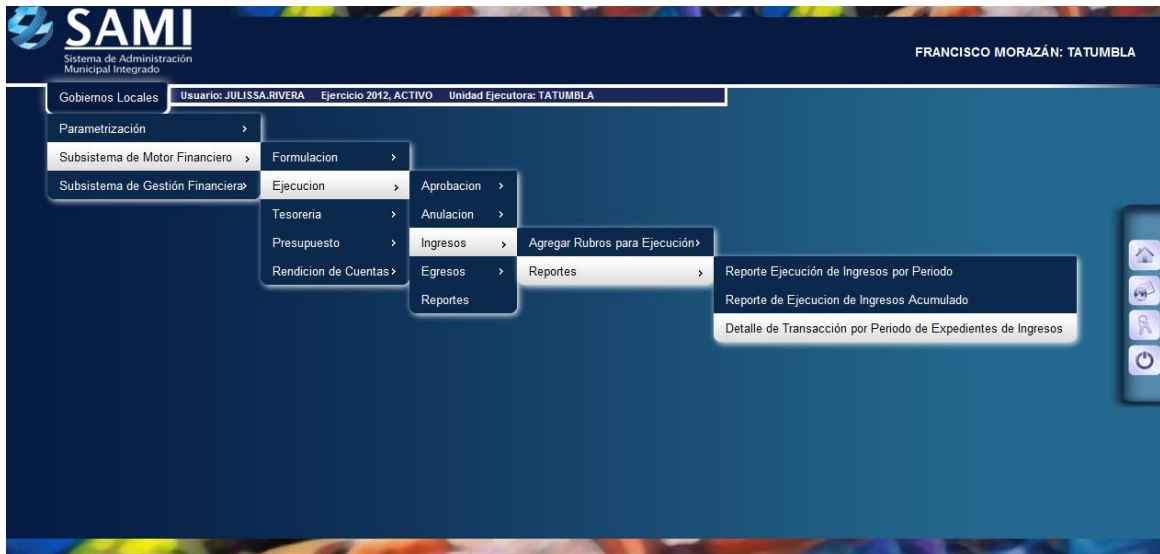 SAMI
Sistema de Administración
Municipal Integrado
FRANCISCO MORAZÁN: TATUMBLA
Gobiernos Locales
Usuario: JULISSA.RIVERA Ejercicio 2012, ACTIVO Unidad Ejecutora: TATUMBLA
Parametrización
Subsistema de Motor Financiero
Subsistema de Gestión Financiera
Formulacion
Ejecucion
Tesoreria
Presupuesto
Rendicion de Cuentas
Aprobacion
Anulacion
Ingresos
Egresos
Reportes
Agregar Rubros para Ejecución
Reportes
Reporte Ejecución de Ingresos por Periodo
Reporte de Ejecucion de Ingresos Acumulado
Detalle de Transacción por Periodo de Expedientes de Ingresos